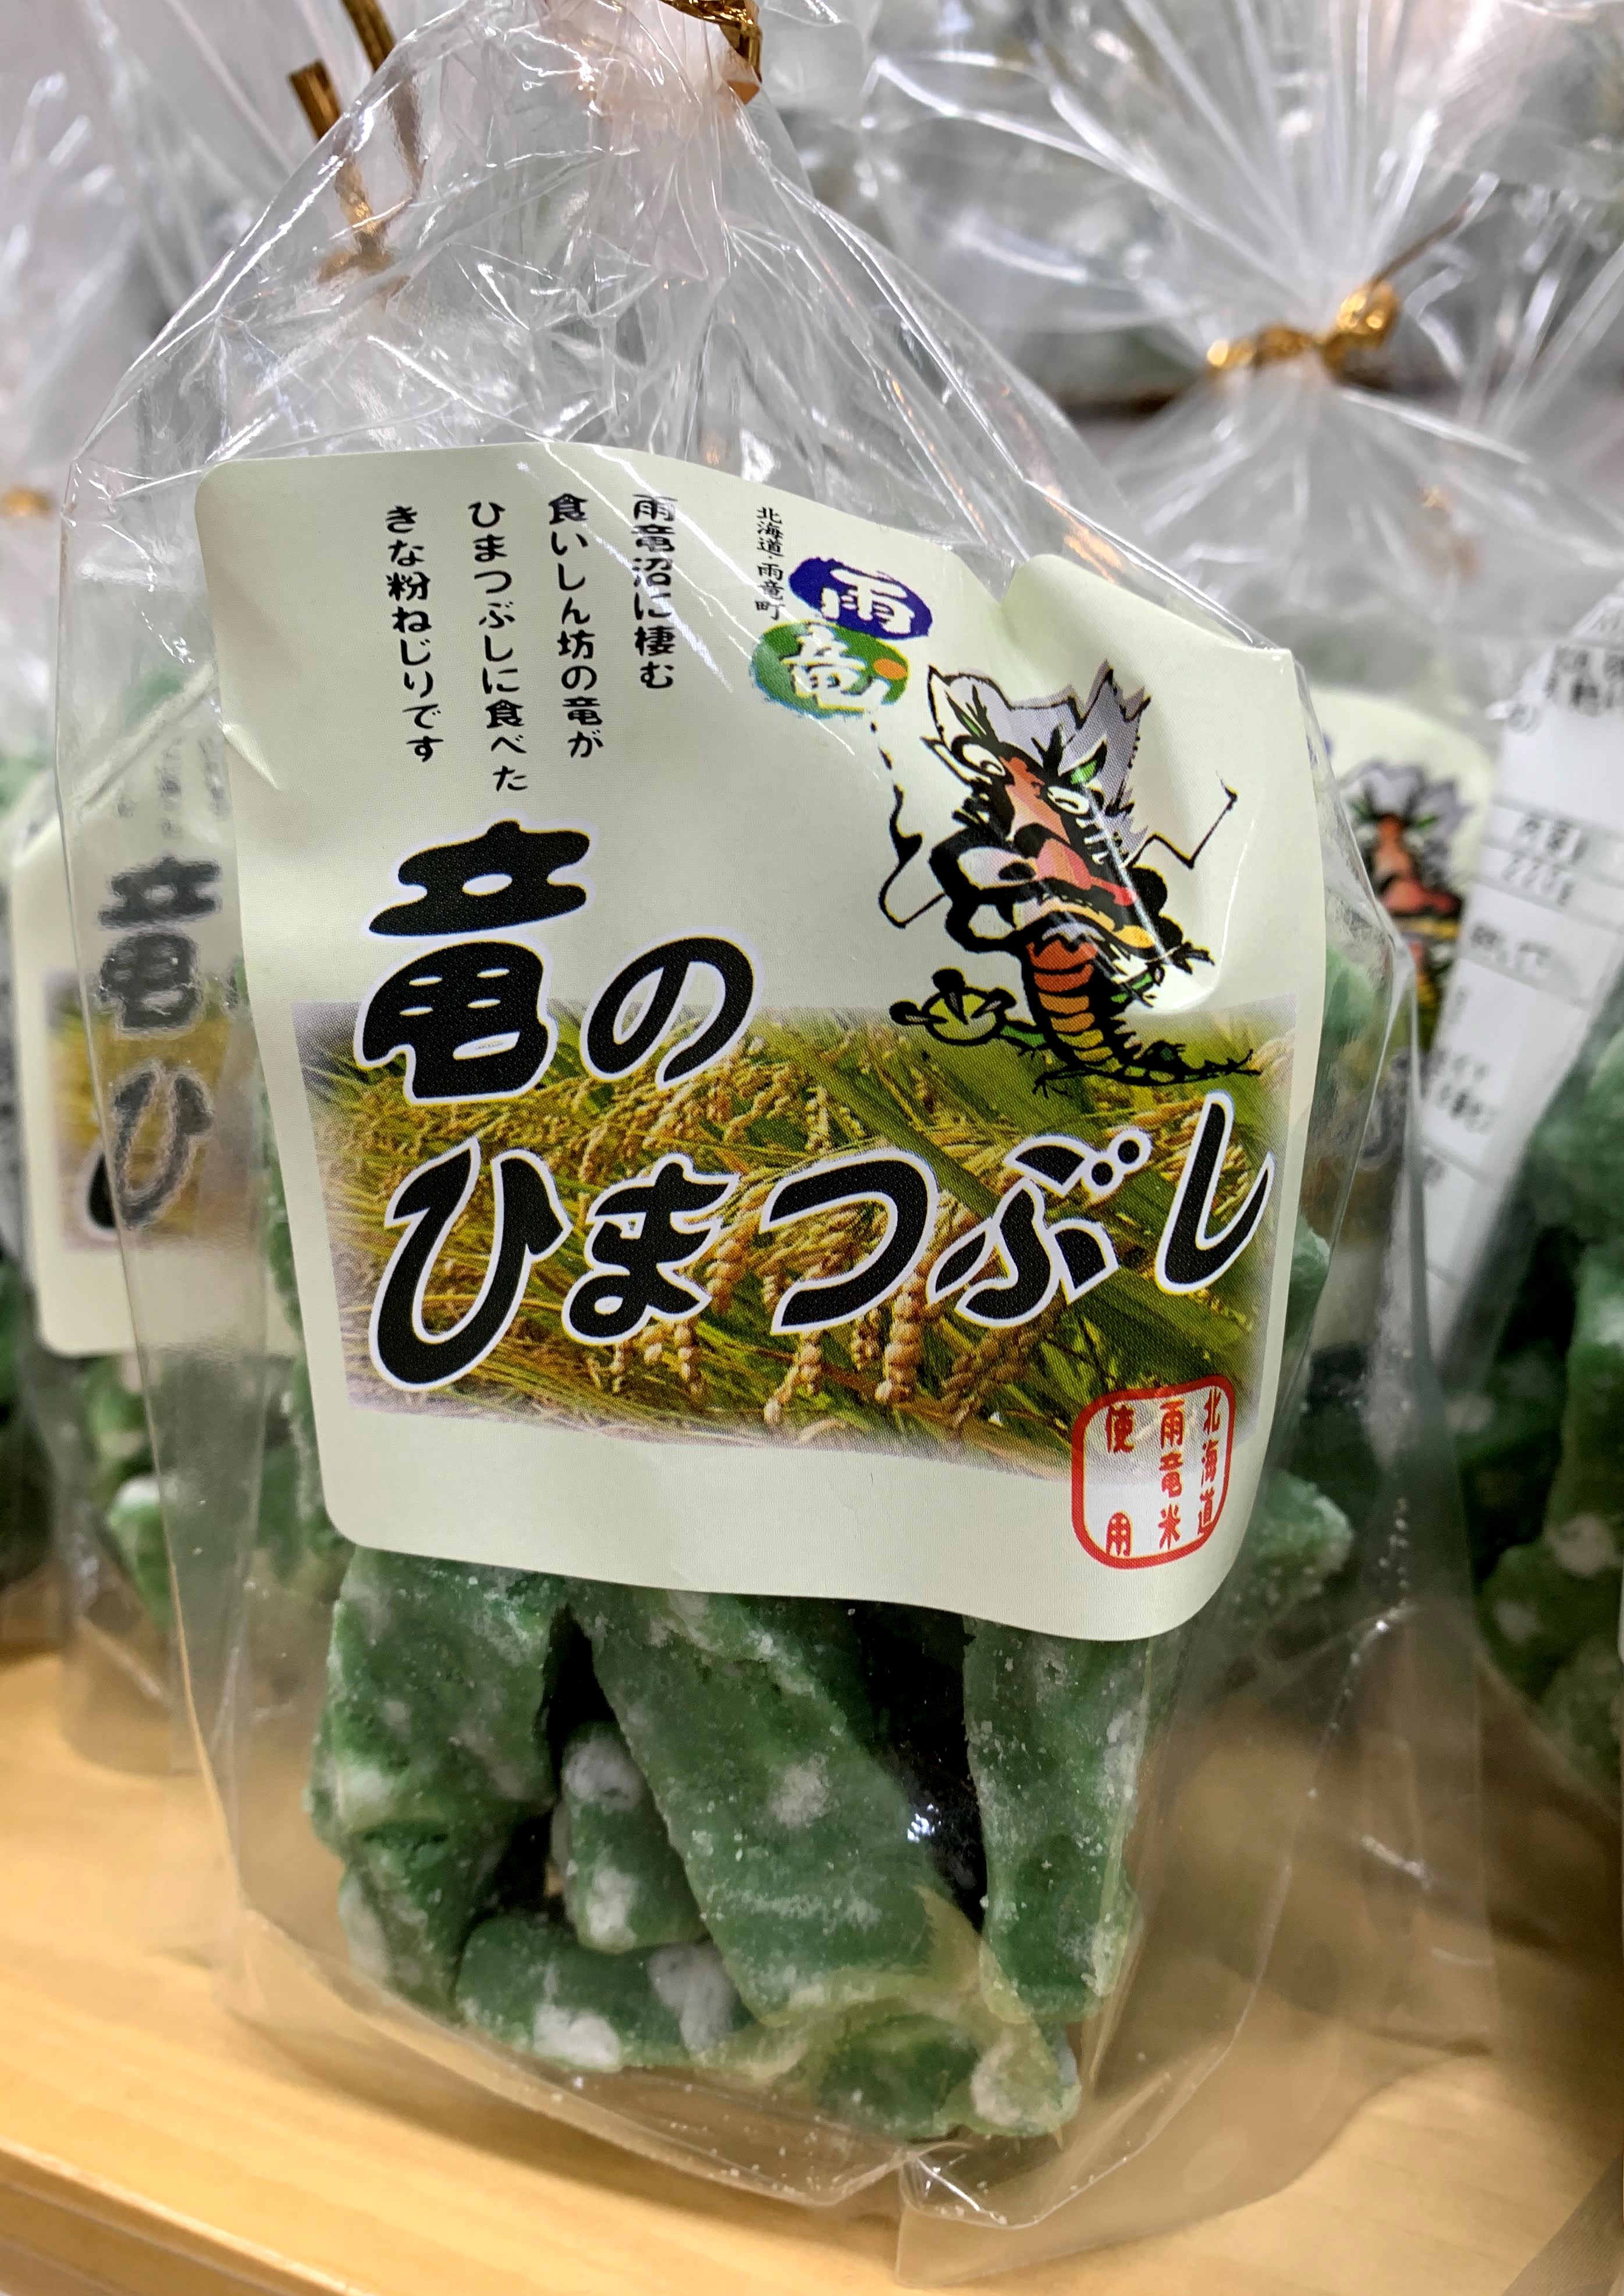 雨竜沼に棲む
食いしん坊の竜が
ひまつぶしに食べた
きな粉ねじりです
北海道・雨竜町
雨
竜
竜の
ひまつぶし
北海道
雨竜米
使用
竜
ひ